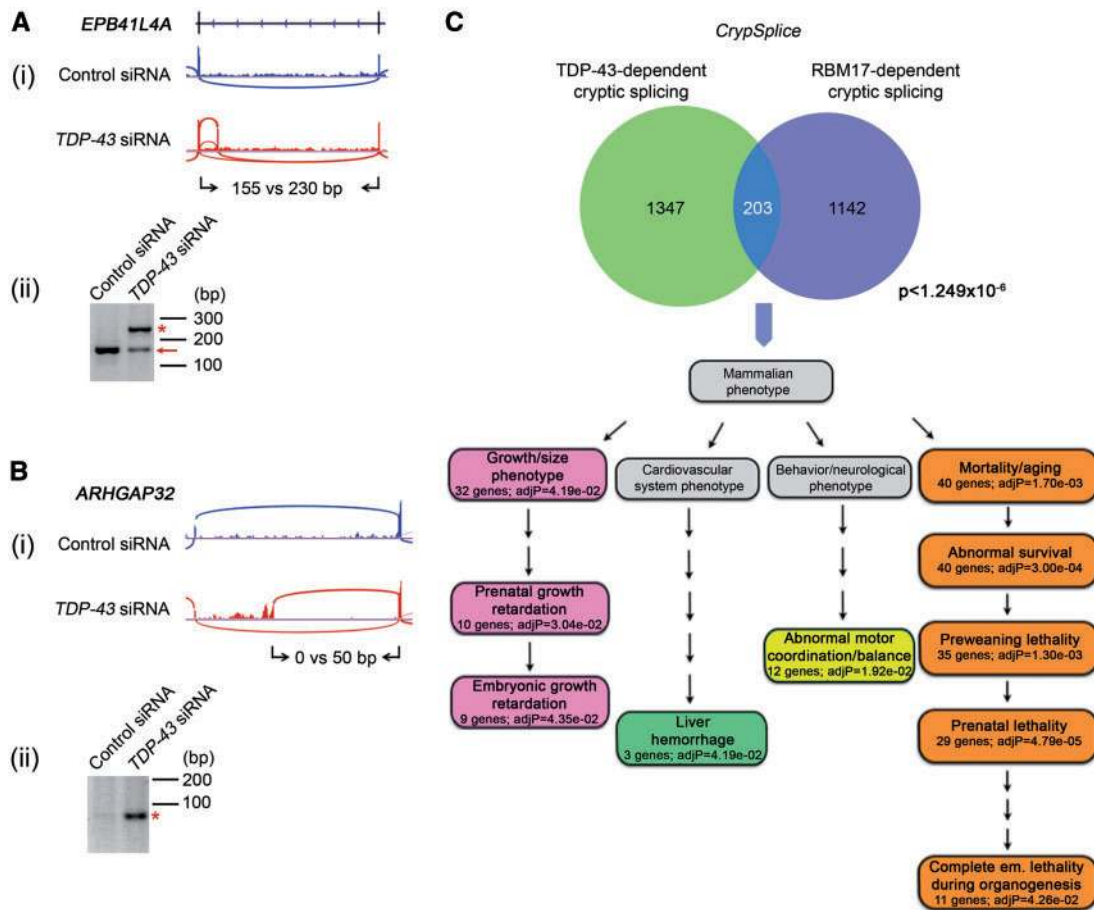 A
EPB41L4A
(i)
Control siRNA
TDP-43 siRNA
155 vs 230 bp
(ii)
Control siRNA
TDP-43 siRNA
(bp)
300
*
200
100
B
ARHGAP32
(i)
Control siRNA
TDP-43 siRNA
0 vs 50 bp
(ii)
Control siRNA
TDP-43 siRNA
(bp)
200
100
*
C
CrypSplice
TDP-43-dependent
cryptic splicing
RBM17-dependent
cryptic splicing
1347
203
1142
p<1.249x10⁻⁶
Mammalian
phenotype
Growth/size
phenotype
32 genes; adjP=4.19e-02
Prenatal growth
retardation
10 genes; adjP=3.04e-02
Embryonic growth
retardation
9 genes; adjP=4.35e-02
Cardiovascular
system phenotype
Liver
hemorrhage
3 genes; adjP=4.19e-02
Behavior/neurological
phenotype
Abnormal motor
coordination/balance
12 genes; adjP=1.92e-02
Mortality/aging
40 genes; adjP=1.70e-03
Abnormal survival
40 genes; adjP=3.00e-04
Preweaning lethality
35 genes; adjP=1.30e-03
Prenatal lethality
29 genes; adjP=4.79e-05
Complete em. lethality
during organogenesis
11 genes; adjP=4.26e-02